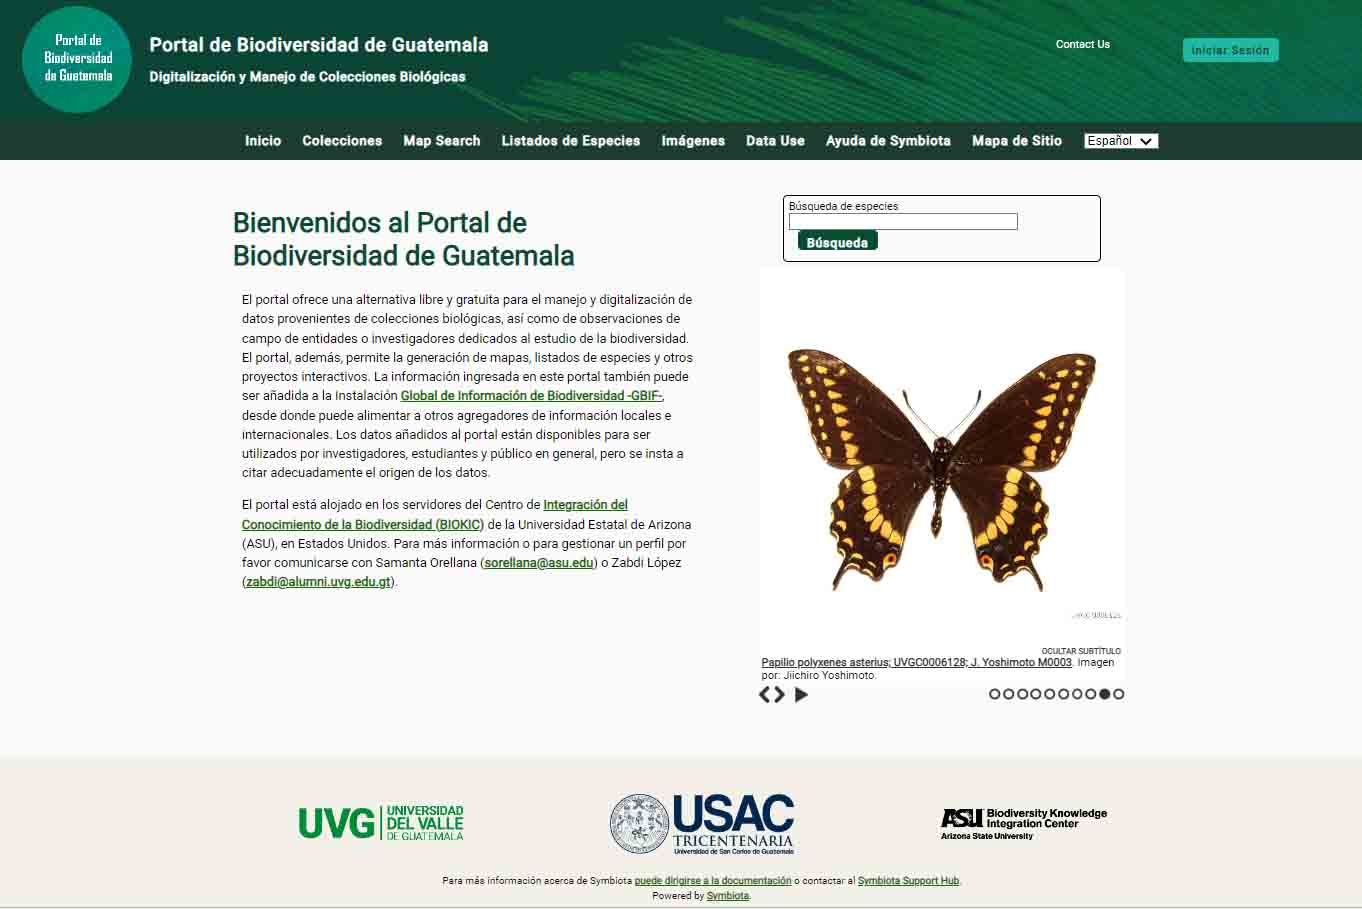 Portal de
Biodiversidad
de Guatemala
Portal de Biodiversidad de Guatemala
Digitalización y Manejo de Colecciones Biológicas
Contact Us
Iniciar Sesión
Inicio Colecciones Map Search Listados de Especies Imágenes Data Use Ayuda de Symbiota Mapa de Sitio Español
Bienvenidos al Portal de
Biodiversidad de Guatemala
El portal ofrece una alternativa libre y gratuita para el manejo y digitalización de
datos provenientes de colecciones biológicas, así como de observaciones de
campo de entidades o investigadores dedicados al estudio de la biodiversidad.
El portal, además, permite la generación de mapas, listados de especies y otros
proyectos interactivos. La información ingresada en este portal también puede
ser añadida a la Instalación Global de Información de Biodiversidad -GBIF-,
desde donde puede alimentar a otros agregadores de información locales e
internacionales. Los datos añadidos al portal están disponibles para ser
utilizados por investigadores, estudiantes y público en general, pero se insta a
citar adecuadamente el origen de los datos.
El portal está alojado en los servidores del Centro de Integración del
Conocimiento de la Biodiversidad (BIOKIC) de la Universidad Estatal de Arizona
(ASU), en Estados Unidos. Para más información o para gestionar un perfil por
favor comunicarse con Samanta Orellana (sorellana@asu.edu) o Zabdi López
(zabdi@alumni.uvg.edu.gt).
Búsqueda de especies
Búsqueda
OCULTAR SUBTÍTULO
Papilio polyxenes asterius; UVGC0006128; J. Yoshimoto M0003. Imagen
por: Jiichiro Yoshimoto.
UVG UNIVERSIDAD
DEL VALLE
DE GUATEMALA
USAC
TRICENTENARIA
Universidad de San Carlos de Guatemala
ASU Biodiversity Knowledge
Integration Center
Arizona State University
Para más información acerca de Symbiota puede dirigirse a la documentación o contactar al Symbiota Support Hub.
Powered by Symbiota.